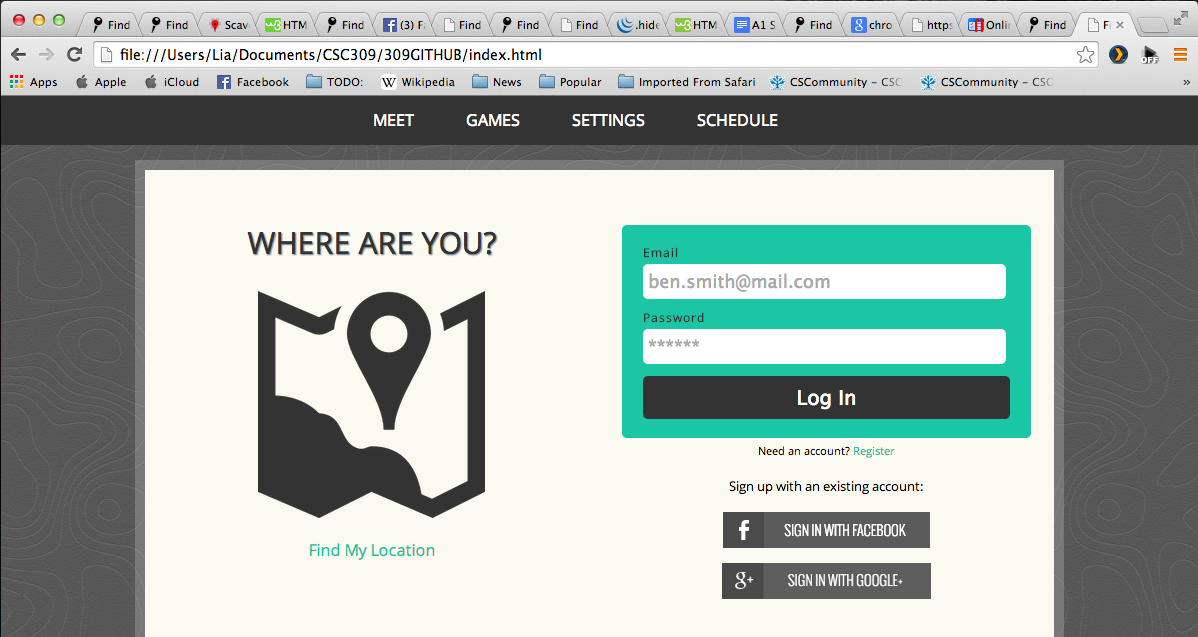 Find
Find
Scav
HTM
Find
(3) Fa
Find
Find
Find
.hide
HTM
A1 S
Find
chro
https
Onlin
Find
Fi
file:///Users/Lia/Documents/CSC309/309GITHUB/index.html
OFF
Apps
Apple
iCloud
Facebook
TODO:
Wikipedia
News
Popular
Imported From Safari
CSCommunity – CSC
CSCommunity – CSC
»
MEET GAMES SETTINGS SCHEDULE
WHERE ARE YOU?
Find My Location
Email
ben.smith@mail.com
Password
******
Log In
Need an account? Register
Sign up with an existing account:
f SIGN IN WITH FACEBOOK
g+ SIGN IN WITH GOOGLE+